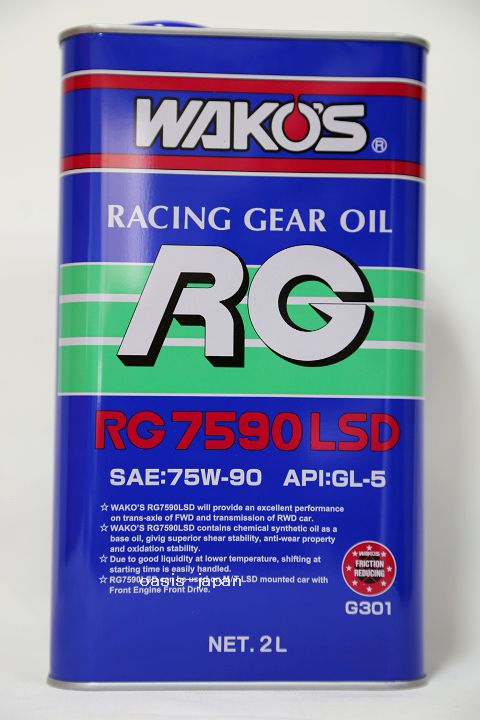 WAKO'S®
RACING GEAR OIL
RG
RG7590LSD
SAE:75W-90 API:GL-5
☆WAKO'S RG7590LSD will provide an excellent performance
on trans-axle of FWD and transmission of RWD car.
☆WAKO'S RG7590LSD contains chemical synthetic oil as a
base oil, givig superior shear stability, anti-wear property
and oxidation stability.
☆Due to good liquidity at lower temperature, shifting at
starting time is easily handled.
☆RG7590LSD used M/T LSD mounted car with
Front Engine Front Drive.
oasis-japan
WAKO'S
FRICTION
REDUCING
G301
NET. 2L